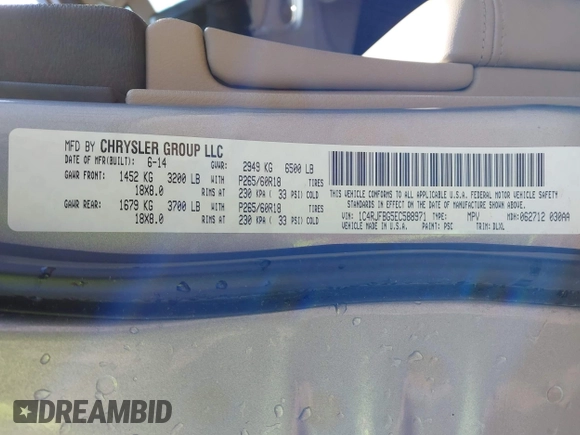 MFD BY CHRYSLER GROUP LLC
DATE OF MFR(BUILT): 6-14 GVWR: 2949 KG 6500 LB
GAWR FRONT: 1452 KG 3200 LB WITH P265/60R18 TIRES
18X8.0 RIMS AT 230 KPA ( 33 PSI) COLD
GAWR REAR: 1679 KG 3700 LB WITH P265/60R18 TIRES
18X8.0 RIMS AT 230 KPA ( 33 PSI) COLD
THIS VEHICLE CONFORMS TO ALL APPLICABLE U.S.A. FEDERAL MOTOR VEHICLE SAFETY
STANDARDS IN EFFECT ON THE DATE OF MANUFACTURE SHOWN ABOVE.
VIN: 1C4RJFBG5EC588971 TYPE: MPV MDH: 062712 030AA
VEHICLE MADE IN U.S.A. PAINT: PSC TRIM: DLXL
DREAMBID